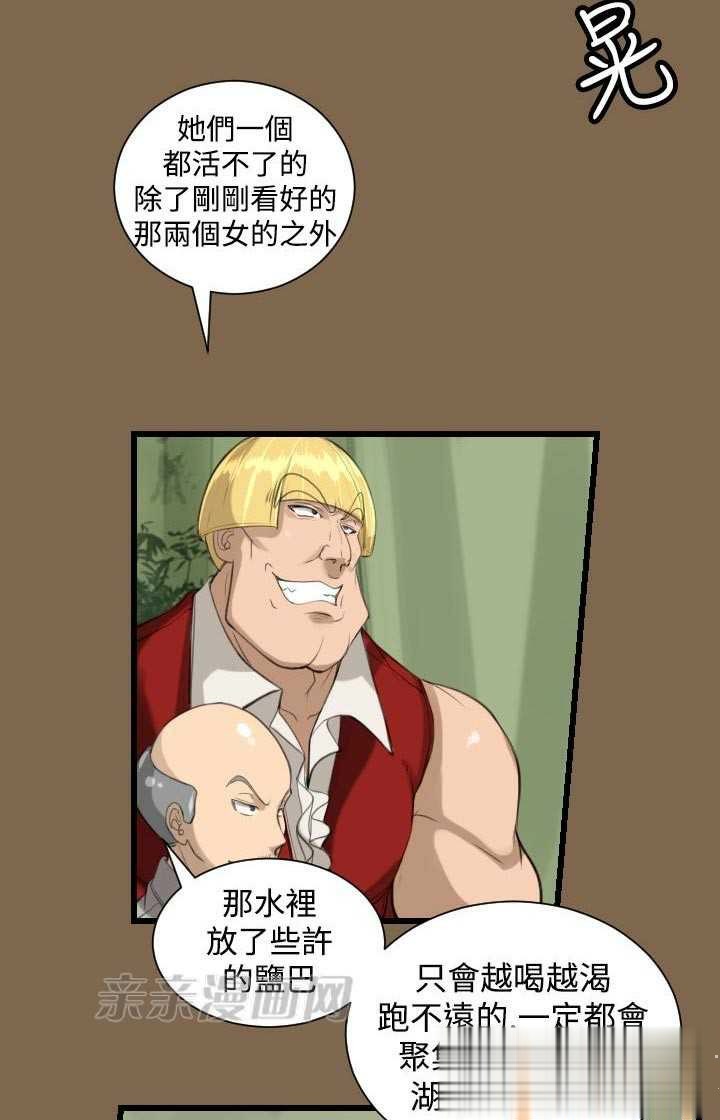 晃
她們一個
都活不了的
除了剛剛看好的
那兩個女的之外
那水裡
放了些許
的鹽巴
只會越喝越渴
跑不遠的,一定都會
聚集
湖
亲亲漫画网